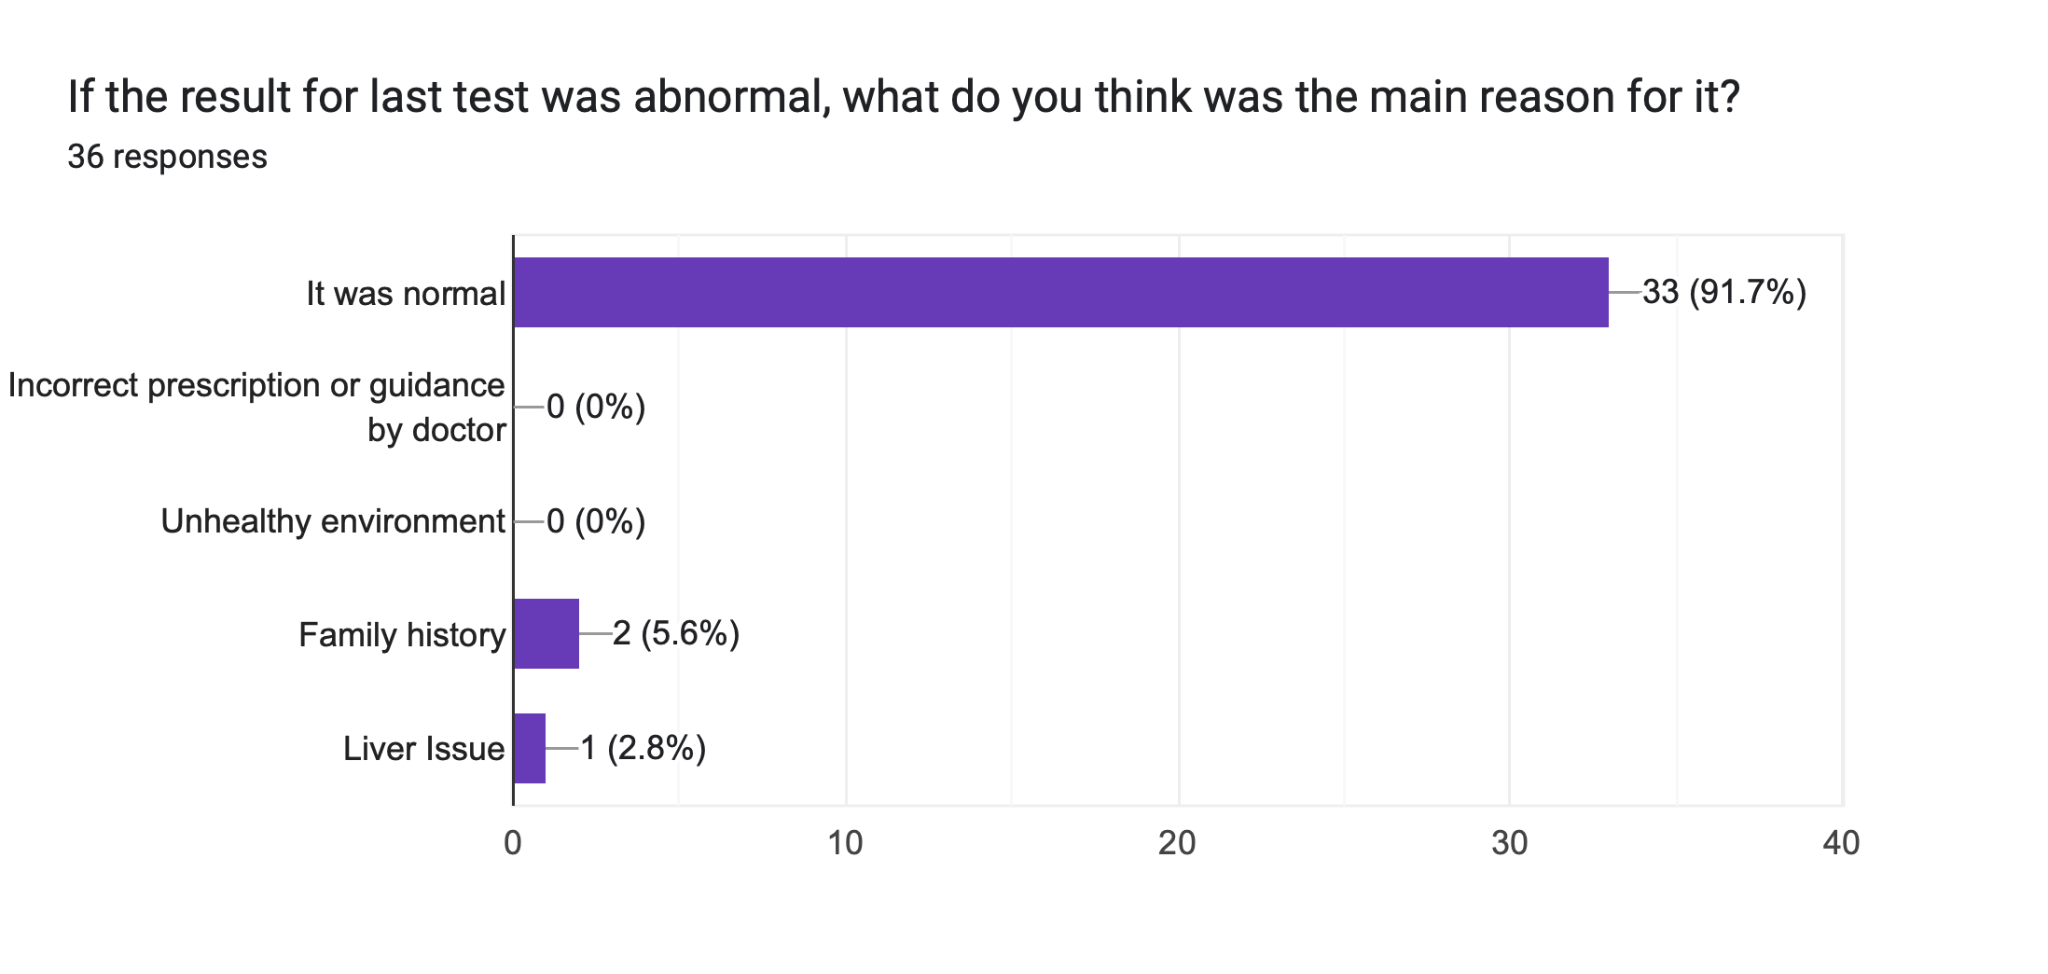 If the result for last test was abnormal, what do you think was the main reason for it?
36 responses
It was normal
33 (91.7%)
Incorrect prescription or guidance
by doctor
0 (0%)
Unhealthy environment
0 (0%)
Family history
2 (5.6%)
Liver Issue
1 (2.8%)
0
10
20
30
40